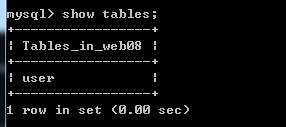 mysql> show tables;
+-----------------+
| Tables_in_web08 |
+-----------------+
| user            |
+-----------------+
1 row in set (0.00 sec)